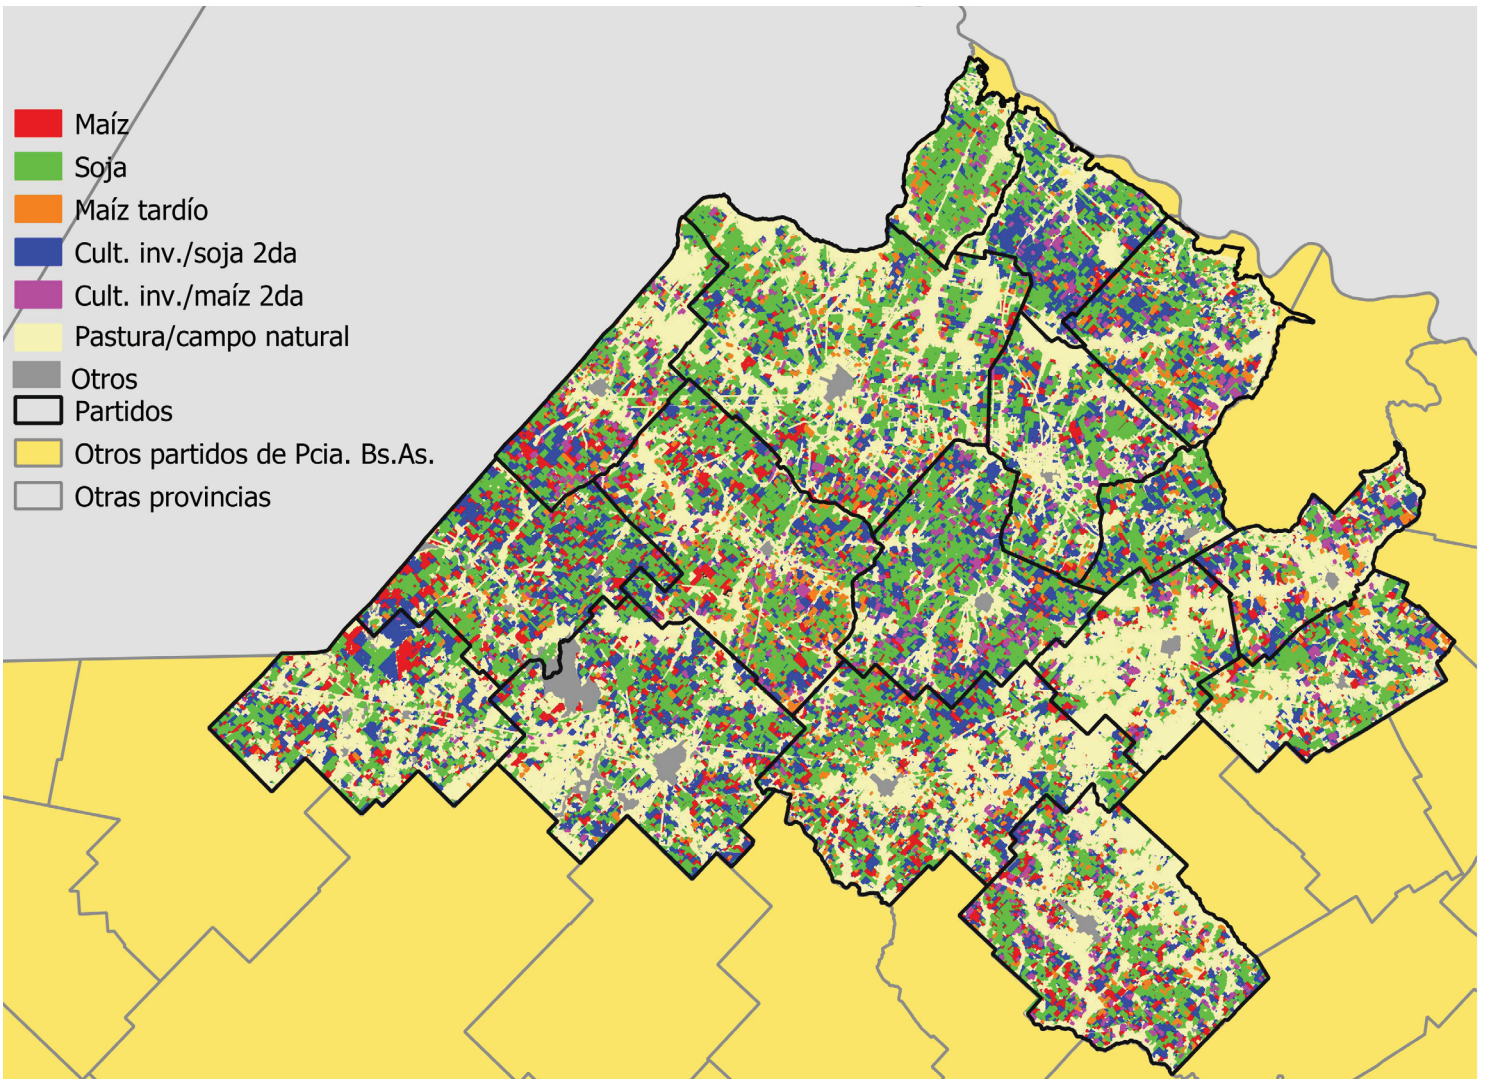 Maíz
Soja
Maíz tardío
Cult. inv./soja 2da
Cult. inv./maíz 2da
Pastura/campo natural
Otros
Partidos
Otros partidos de Pcia. Bs.As.
Otras provincias